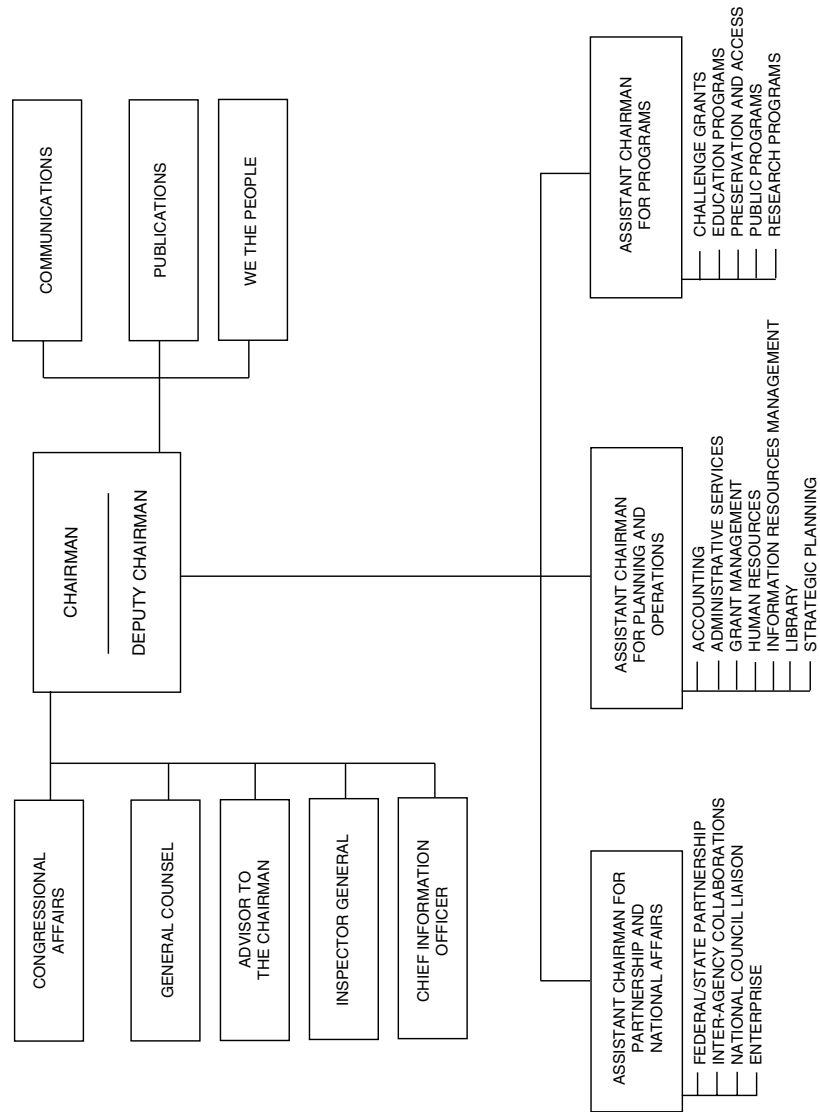 CHAIRMAN
DEPUTY CHAIRMAN
CONGRESSIONAL
AFFAIRS
GENERAL COUNSEL
ADVISOR TO
THE CHAIRMAN
INSPECTOR GENERAL
CHIEF INFORMATION
OFFICER
COMMUNICATIONS
PUBLICATIONS
WE THE PEOPLE
ASSISTANT CHAIRMAN FOR
PARTNERSHIP AND
NATIONAL AFFAIRS
FEDERAL/STATE PARTNERSHIP
INTER-AGENCY COLLABORATIONS
NATIONAL COUNCIL LIAISON
ENTERPRISE
ASSISTANT CHAIRMAN
FOR PLANNING AND
OPERATIONS
ACCOUNTING
ADMINISTRATIVE SERVICES
GRANT MANAGEMENT
HUMAN RESOURCES
INFORMATION RESOURCES MANAGEMENT
LIBRARY
STRATEGIC PLANNING
ASSISTANT CHAIRMAN
FOR PROGRAMS
CHALLENGE GRANTS
EDUCATION PROGRAMS
PRESERVATION AND ACCESS
PUBLIC PROGRAMS
RESEARCH PROGRAMS